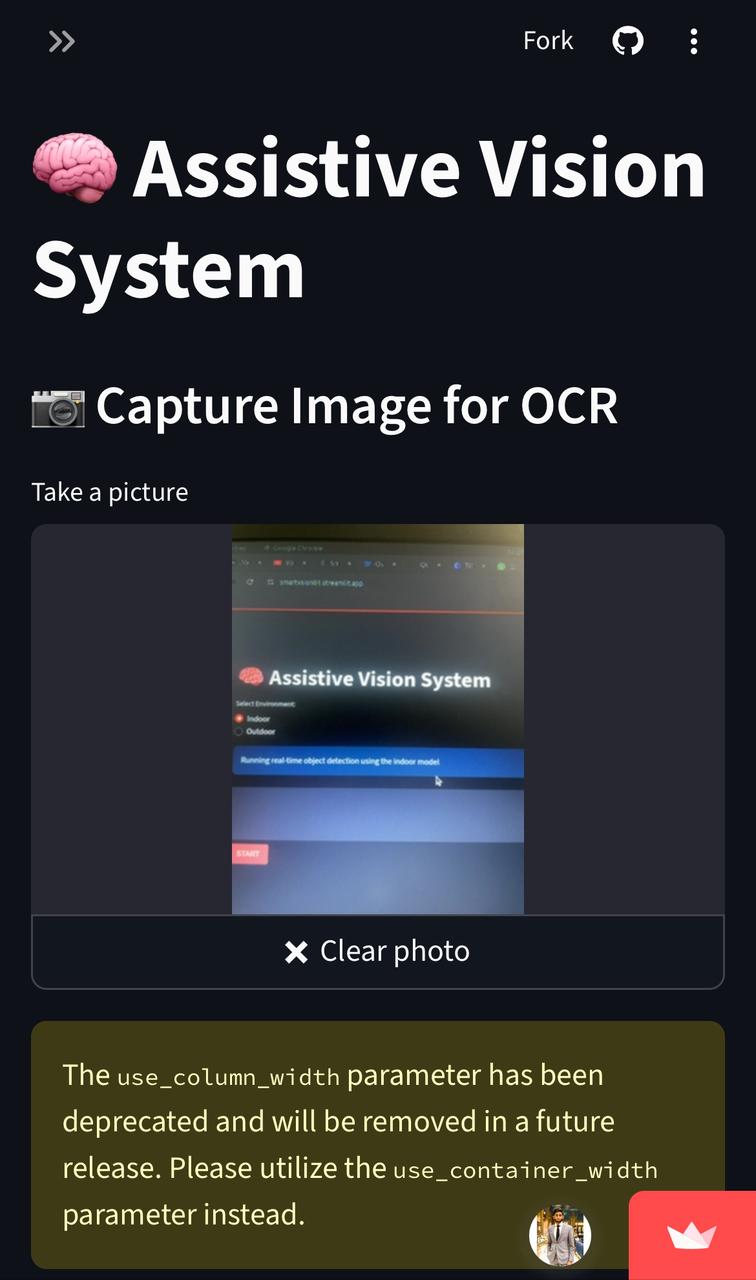 Fork
Assistive Vision
System
Capture Image for OCR
Take a picture
Google Chrome
smartvision01.streamlit.app
Assistive Vision System
Select Environment:
Indoor
Outdoor
Running real-time object detection using the indoor model
START
Clear photo
The use_column_width parameter has been
deprecated and will be removed in a future
release. Please utilize the use_container_width
parameter instead.